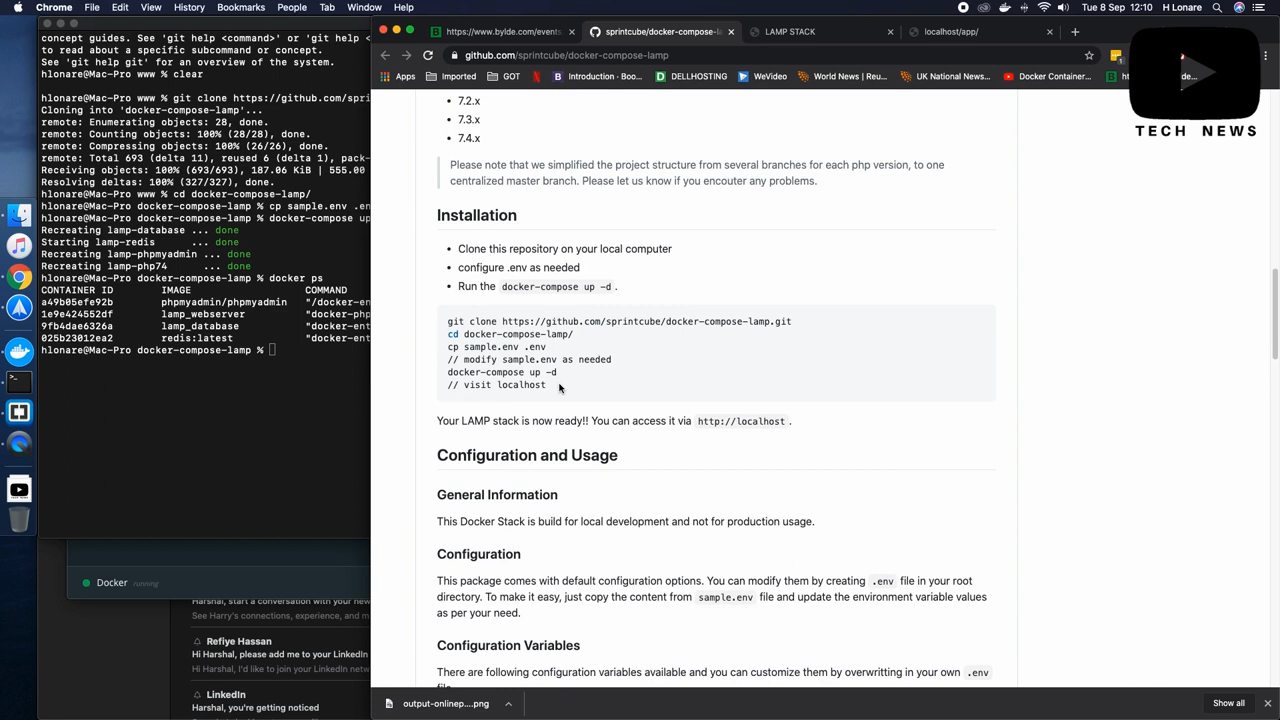 Chrome File Edit View History Bookmarks People Tab Window Help
Tue 8 Sep 12:10 H Lonare
concept guides. See 'git help <concept>' or 'git help <
to read about a specific subcommand or concept.
See 'git help git' for an overview of the system.
hlonare@Mac-Pro www % clear
hlonare@Mac-Pro www % git clone https://github.com/spri
Cloning into 'docker-compose-lamp'...
remote: Enumerating objects: 28, done.
remote: Counting objects: 100% (28/28), done.
remote: Compressing objects: 100% (26/26), done.
remote: Total 693 (delta 11), reused 6 (delta 1), pack-
Receiving objects: 100% (693/693), 187.06 KiB | 555.00
Resolving deltas: 100% (327/327), done.
hlonare@Mac-Pro www % cd docker-compose-lamp/
hlonare@Mac-Pro docker-compose-lamp % cp sample.env .en
hlonare@Mac-Pro docker-compose-lamp % docker-compose up
Recreating lamp-database ... done
Starting lamp-redis ... done
Recreating lamp-phpmyadmin ... done
Recreating lamp-php74 ... done
hlonare@Mac-Pro docker-compose-lamp % docker ps
CONTAINER ID IMAGE COMMAND
a49b05efe92b phpmyadmin/phpmyadmin "/docker-en
1e9e424552df lamp_webserver "docker-php
9fb4dae6326a lamp_database "docker-ent
025b23012ea2 redis:latest "docker-ent
hlonare@Mac-Pro docker-compose-lamp %
Docker running
Harshal, start a conversation with your new
See Harry's connections, experience, and m
Refiye Hassan
Hi Harshal, please add me to your LinkedIn
Hi Harshal, I'd like to join your LinkedIn netw
LinkedIn
Harshal, you're getting noticed
https://www.bylde.com/events
sprintcube/docker-compose-la
LAMP STACK
localhost/app/
github.com/sprintcube/docker-compose-lamp
Apps Imported GOT Introduction - Boo... DELLHOSTING WeVideo World News | Reu... UK National News... Docker Container...
TECH NEWS
7.2.x
7.3.x
7.4.x
Please note that we simplified the project structure from several branches for each php version, to one
centralized master branch. Please let us know if you encouter any problems.
Installation
Clone this repository on your local computer
configure .env as needed
Run the docker-compose up -d .
git clone https://github.com/sprintcube/docker-compose-lamp.git
cd docker-compose-lamp/
cp sample.env .env
// modify sample.env as needed
docker-compose up -d
// visit localhost
Your LAMP stack is now ready!! You can access it via http://localhost .
Configuration and Usage
General Information
This Docker Stack is build for local development and not for production usage.
Configuration
This package comes with default configuration options. You can modify them by creating .env file in your root
directory. To make it easy, just copy the content from sample.env file and update the environment variable values
as per your need.
Configuration Variables
There are following configuration variables available and you can customize them by overwritting in your own .env
output-onlinep....png
Show all